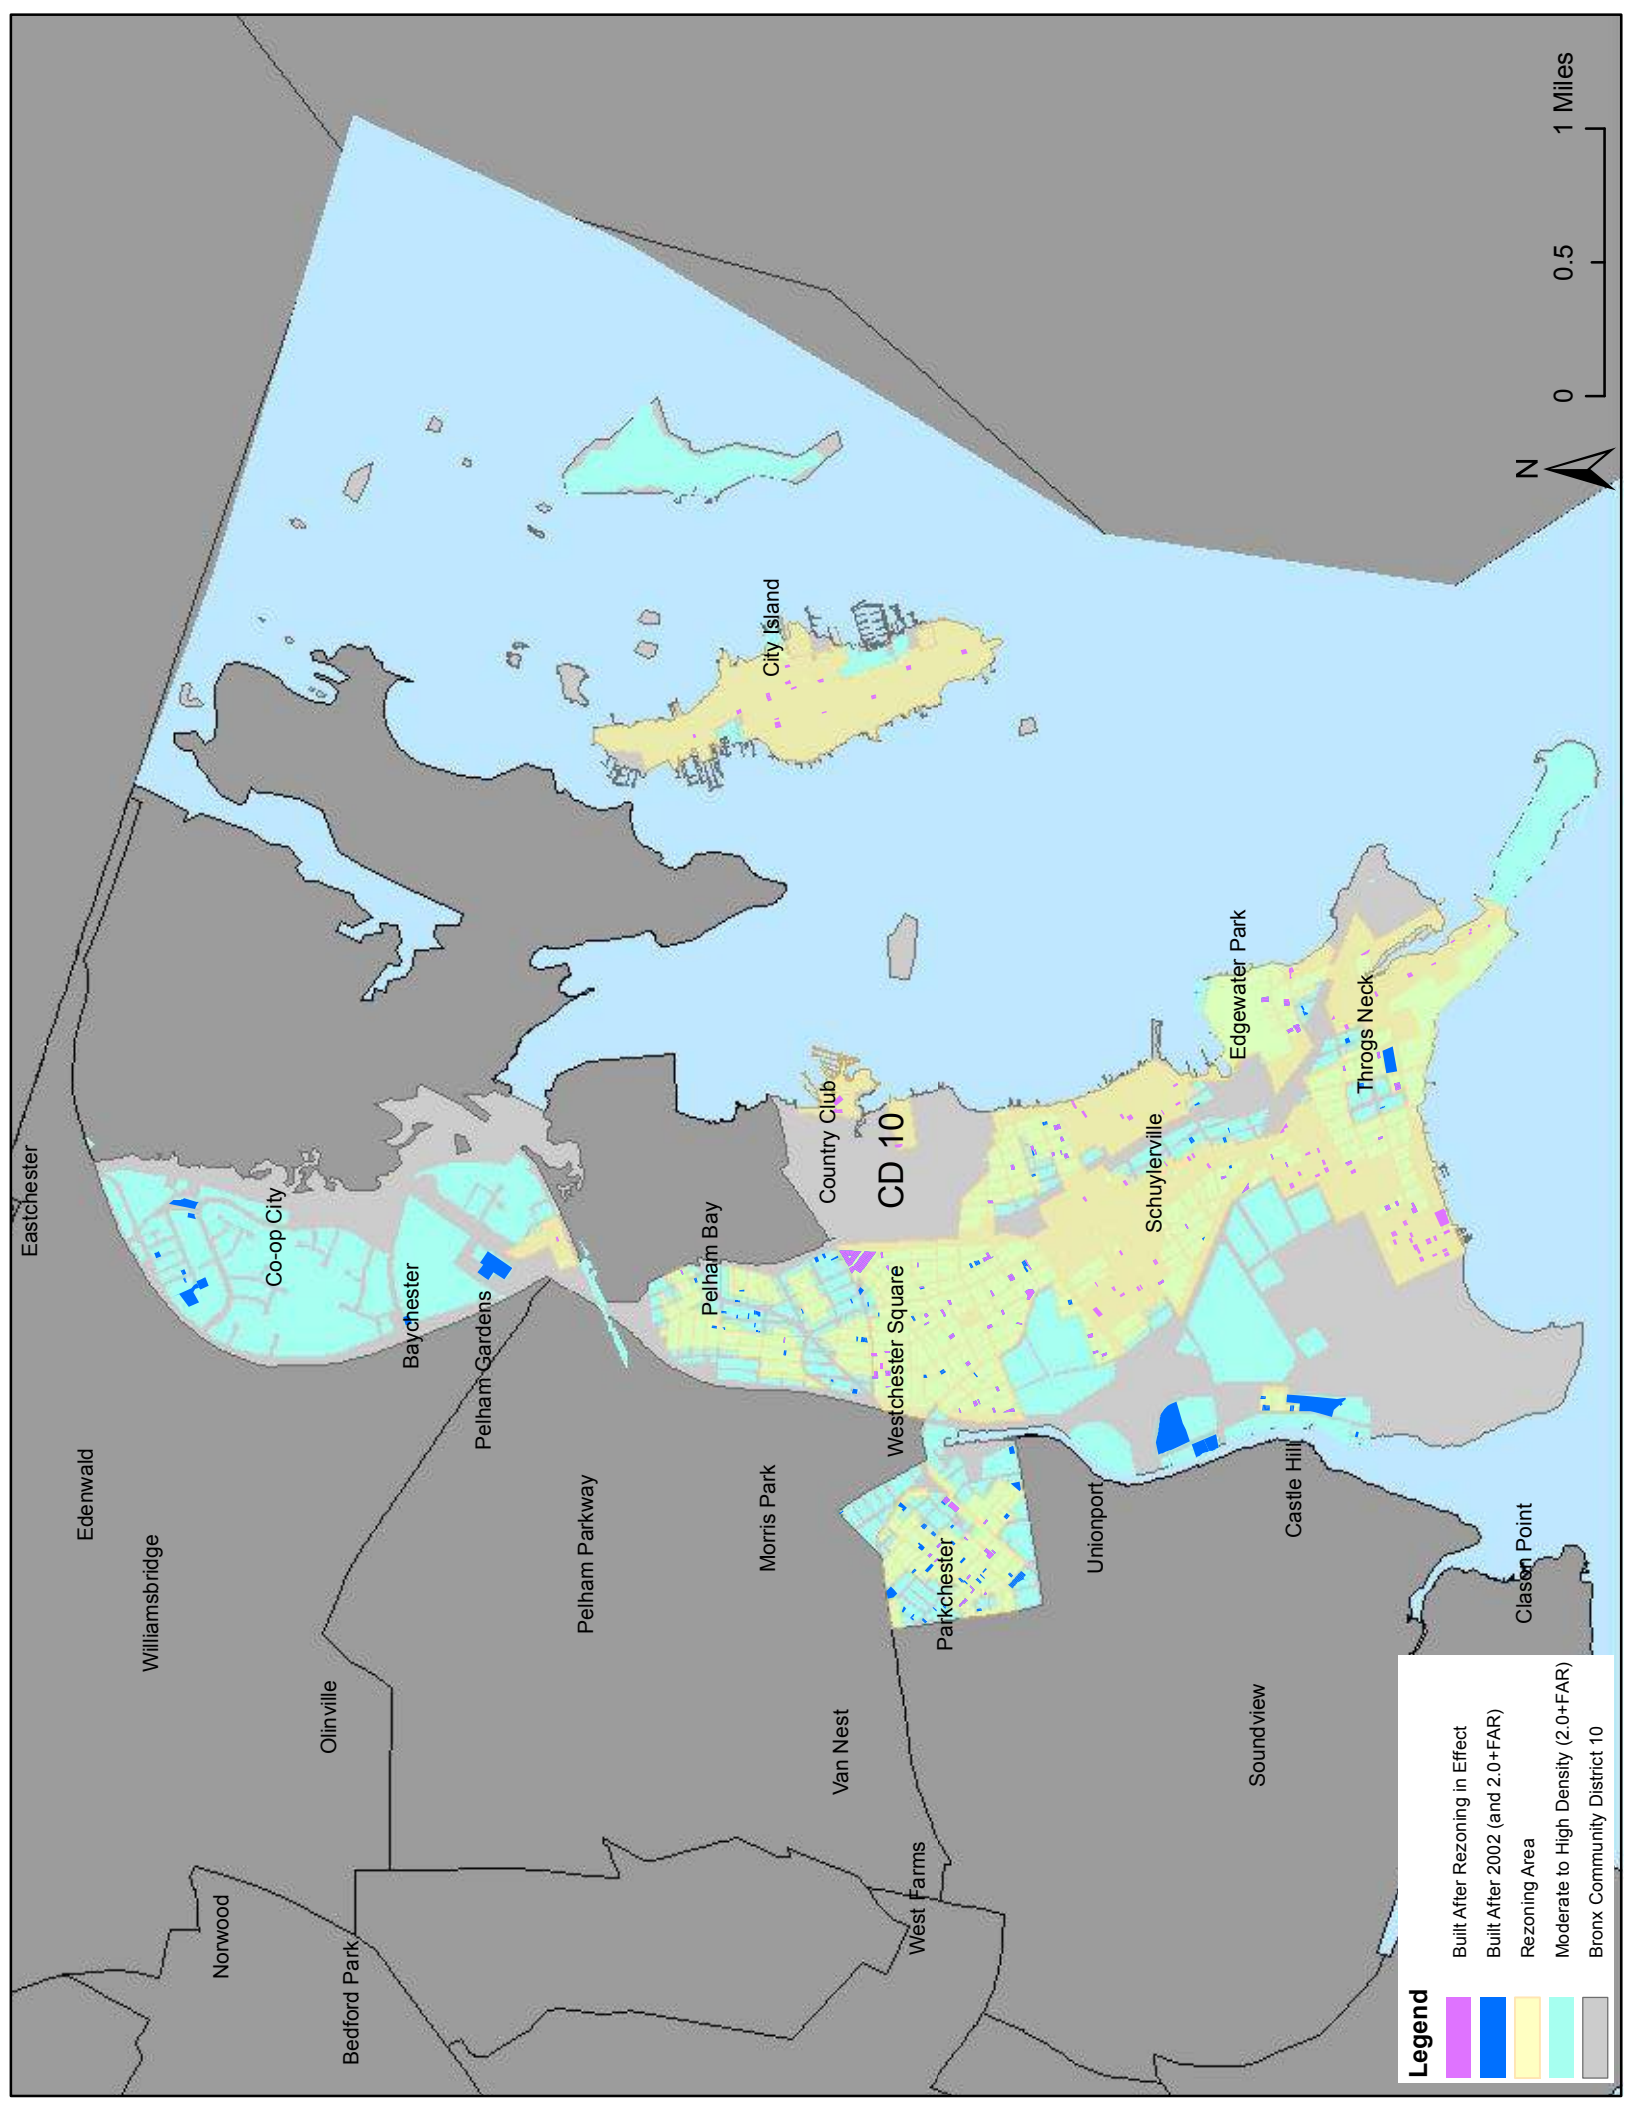 Eastchester
Edenwald
Williamsbridge
Norwood
Co-op City
Olinville
Bedford Park
Baychester
Pelham Gardens
Pelham Parkway
Pelham Bay
Morris Park
City Island
Country Club
Van Nest
CD 10
Westchester Square
West Farms
Parkchester
Unionport
Schuylerville
Edgewater Park
Soundview
Castle Hill
Throgs Neck
Clason Point
N
0 0.5 1 Miles
Legend
Built After Rezoning in Effect
Built After 2002 (and 2.0+FAR)
Rezoning Area
Moderate to High Density (2.0+FAR)
Bronx Community District 10